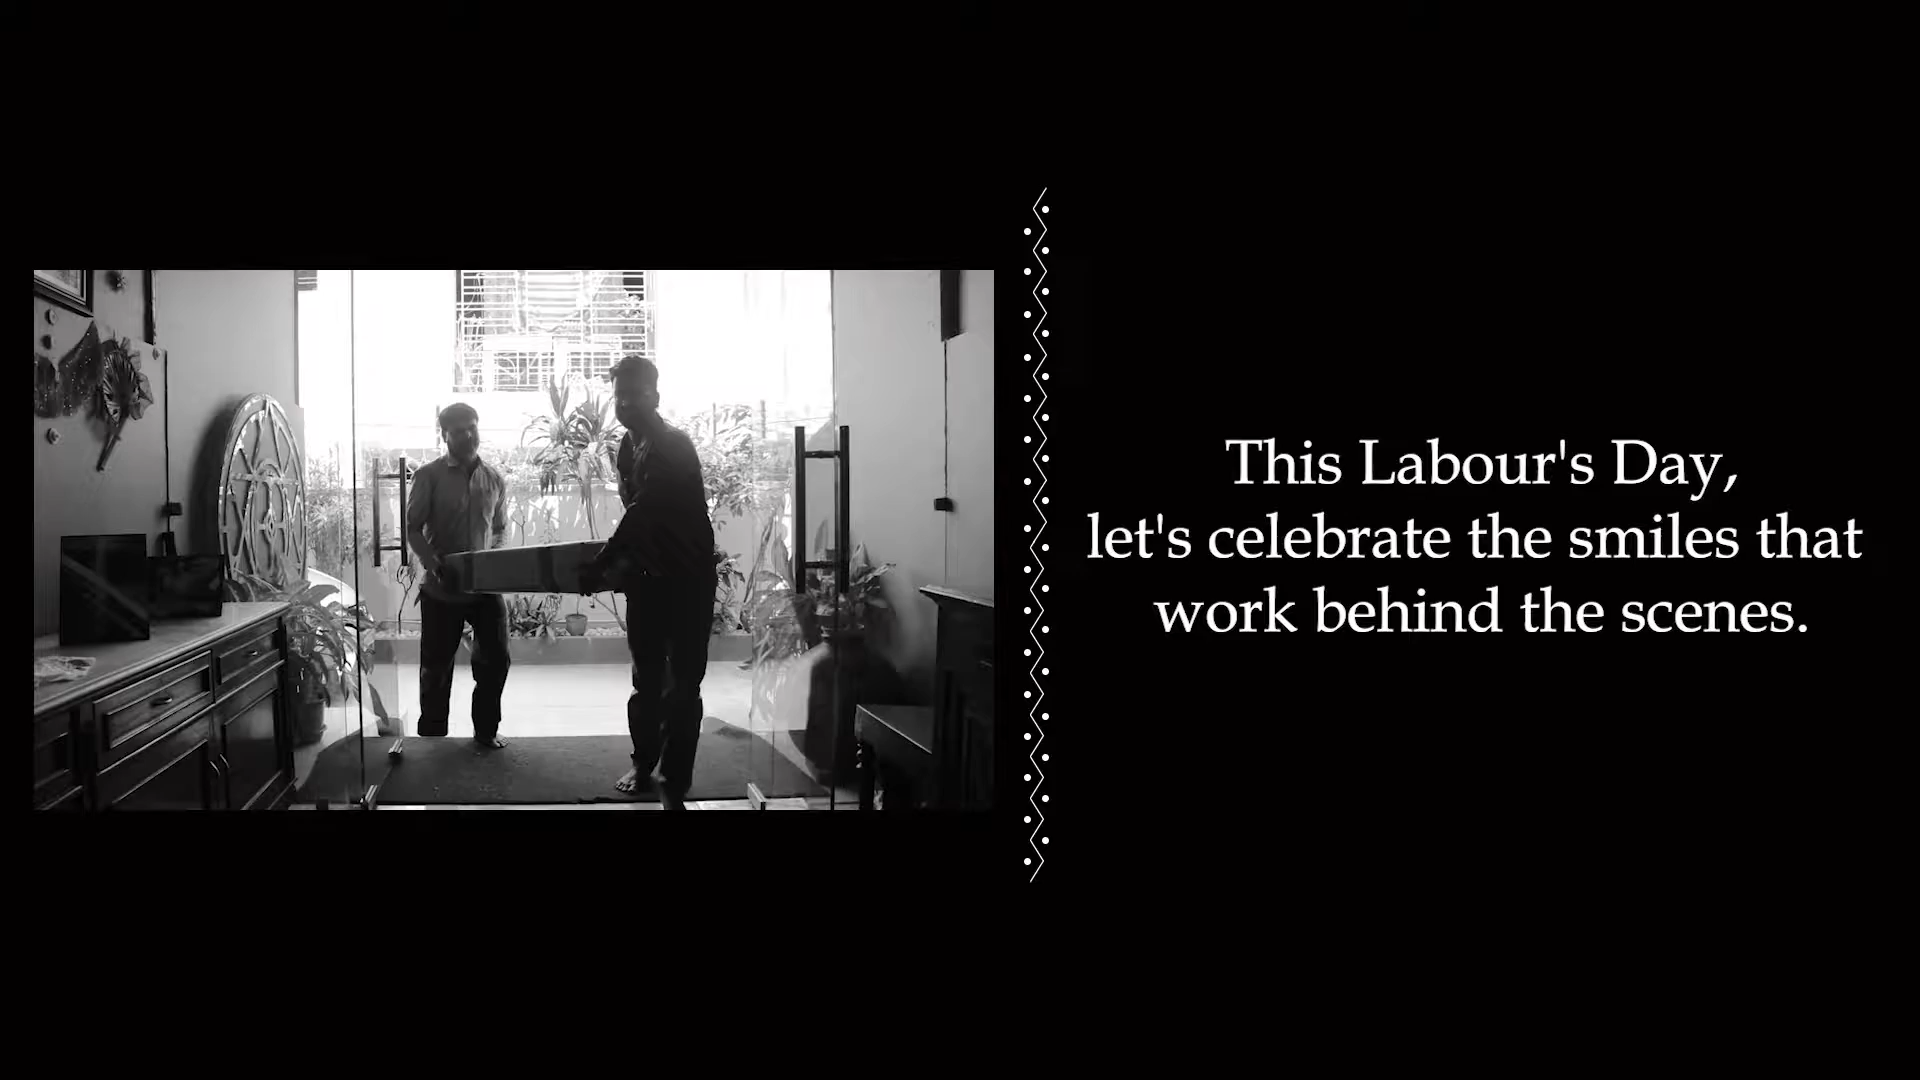 This Labour's Day,
let's celebrate the smiles that
work behind the scenes.